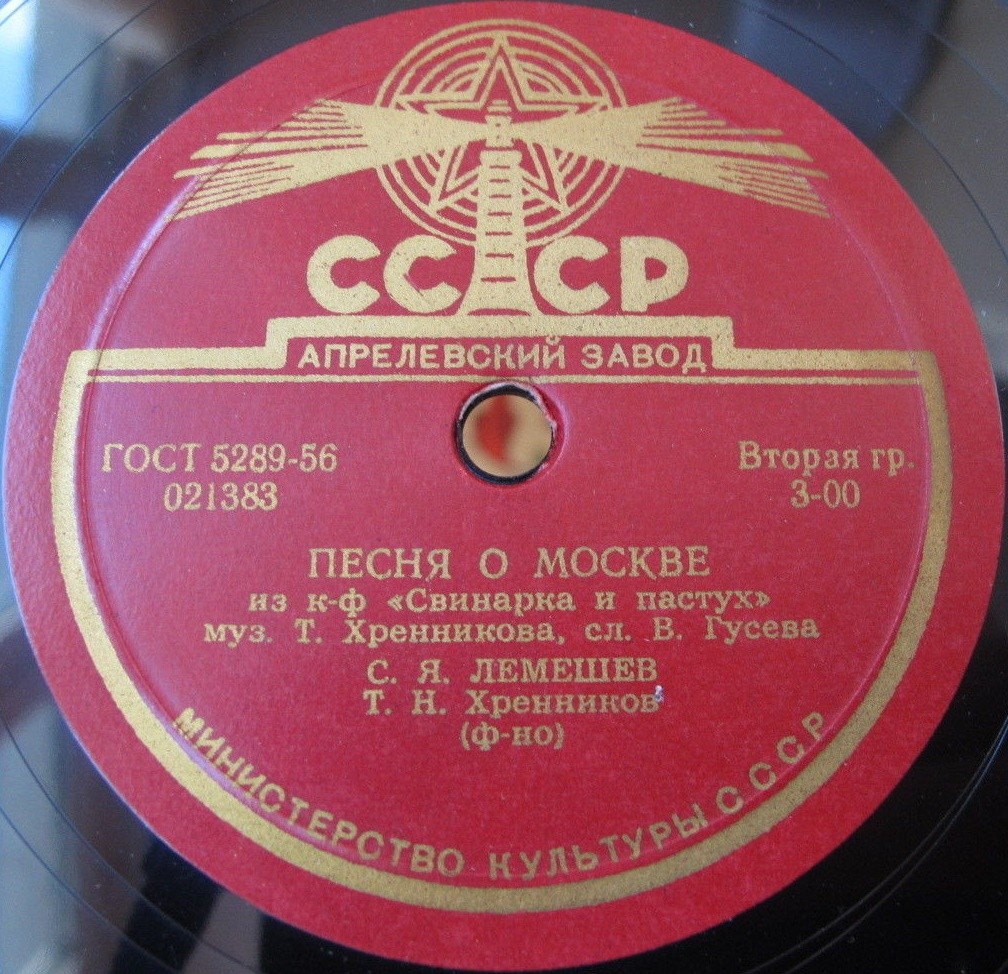 СССР
АПРЕЛЕВСКИЙ ЗАВОД
ГОСТ 5289-56
021383
Вторая гр.
3-00
ПЕСНЯ О МОСКВЕ
из к-ф «Свинарка и пастух»
муз. Т. Хренникова, сл. В. Гусева
С. Я. ЛЕМЕШЕВ
Т. Н. Хренников
(ф-но)
МИНИСТЕРСТВО КУЛЬТУРЫ СССР